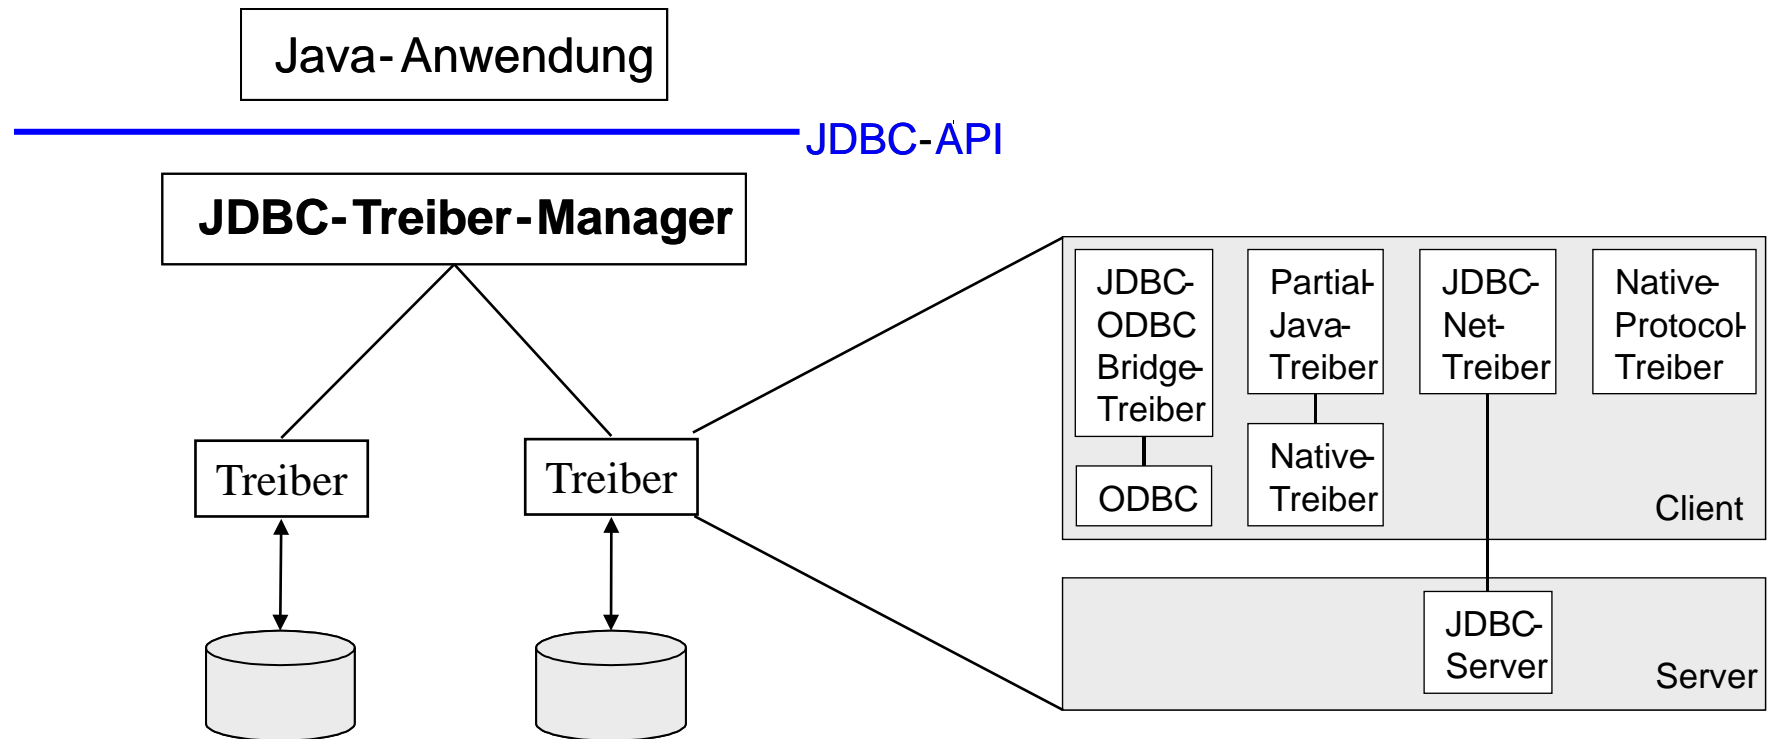 Java-Anwendung
JDBC-API
JDBC-Treiber-Manager
Treiber
Treiber
JDBC-
ODBC
Bridge-
Treiber
ODBC
Partial-
Java-
Treiber
Native-
Treiber
JDBC-
Net-
Treiber
Native-
Protocol-
Treiber
Client
JDBC-
Server
Server